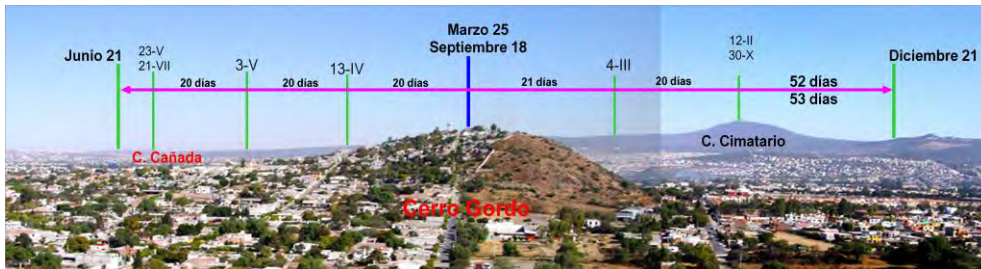 Marzo 25
Septiembre 18
Junio 21
23-V
21-VII
3-V
13-IV
4-III
12-II
30-X
Diciembre 21
20 días
20 días
20 días
21 días
20 días
52 días
53 días
C. Cañada
C. Cimatario
Cerro Gordo